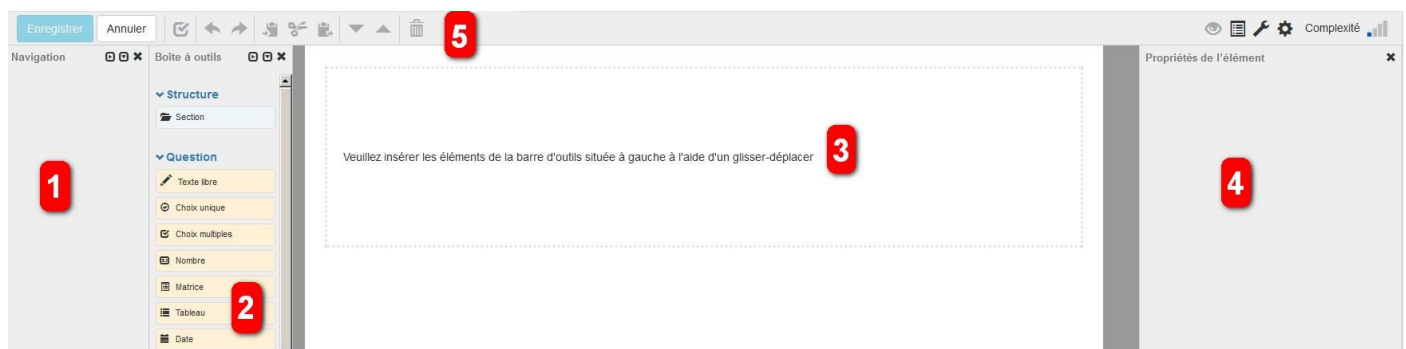 Enregistrer Annuler 5 Complexité
Navigation Boîte à outils Propriétés de l'élément
Structure
Section
Question
Texte libre
Choix unique
Choix multiples
Nombre
Matrice
Tableau
Date
1
2
Veuillez insérer les éléments de la barre d'outils située à gauche à l'aide d'un glisser-déplacer
3
4